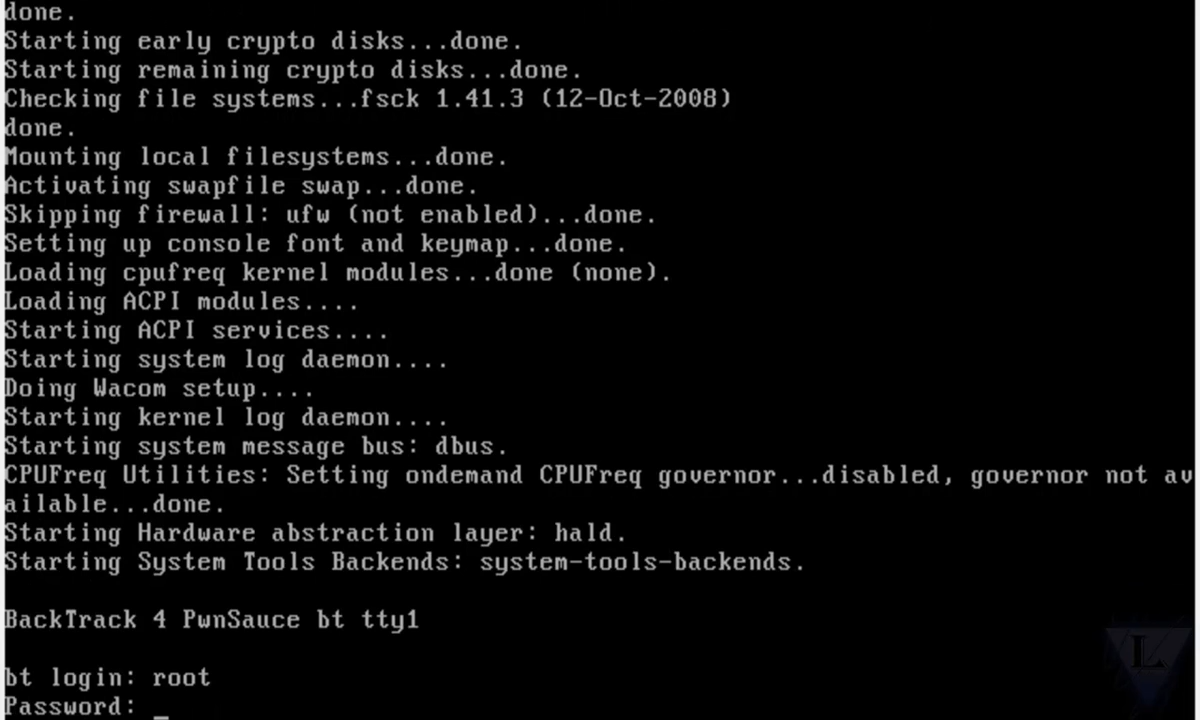 done.
Starting early crypto disks...done.
Starting remaining crypto disks...done.
Checking file systems...fsck 1.41.3 (12-Oct-2008)
done.
Mounting local filesystems...done.
Activating swapfile swap...done.
Skipping firewall: ufw (not enabled)...done.
Setting up console font and keymap...done.
Loading cpufreq kernel modules...done (none).
Loading ACPI modules....
Starting ACPI services....
Starting system log daemon....
Doing Wacom setup....
Starting kernel log daemon....
Starting system message bus: dbus.
CPUFreq Utilities: Setting ondemand CPUFreq governor...disabled, governor not av
ailable...done.
Starting Hardware abstraction layer: hald.
Starting System Tools Backends: system-tools-backends.
BackTrack 4 PwnSauce bt tty1
bt login: root
Password: _
L